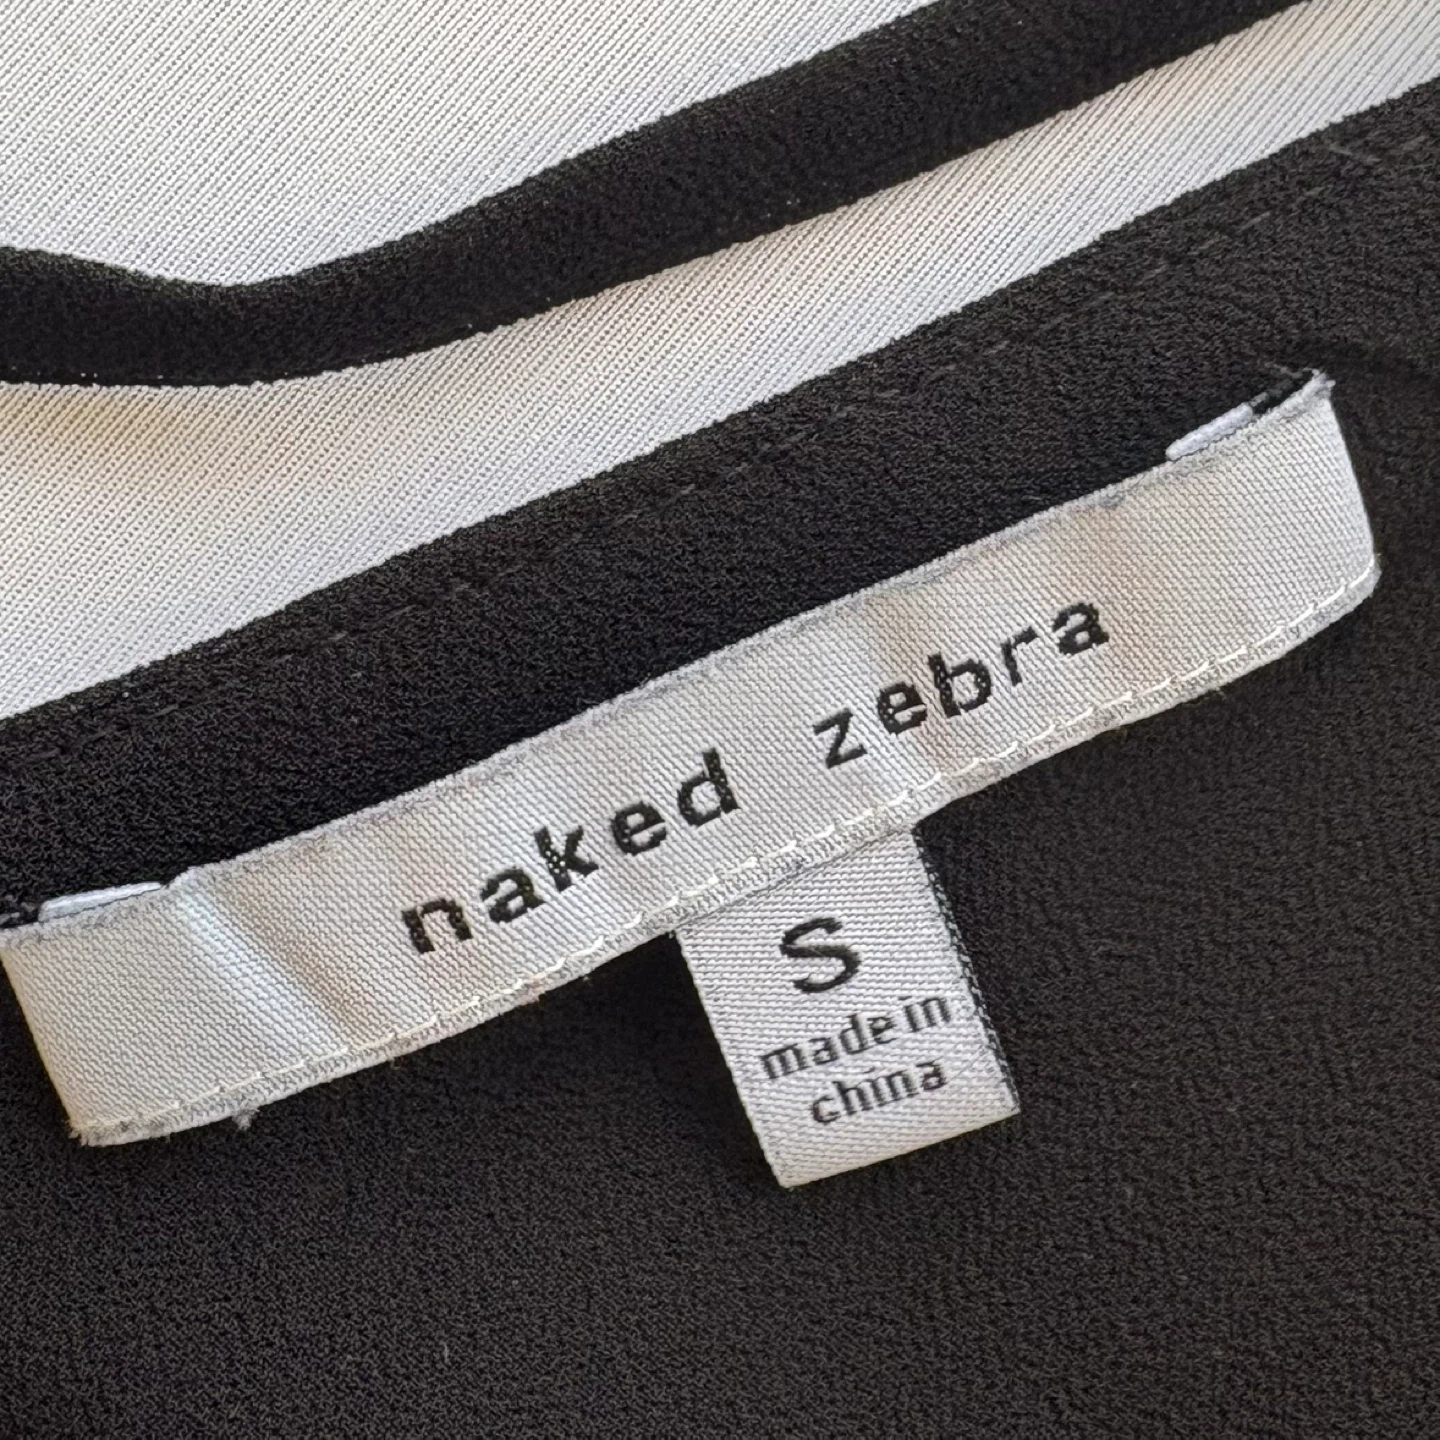 naked zebra
S
made in
china